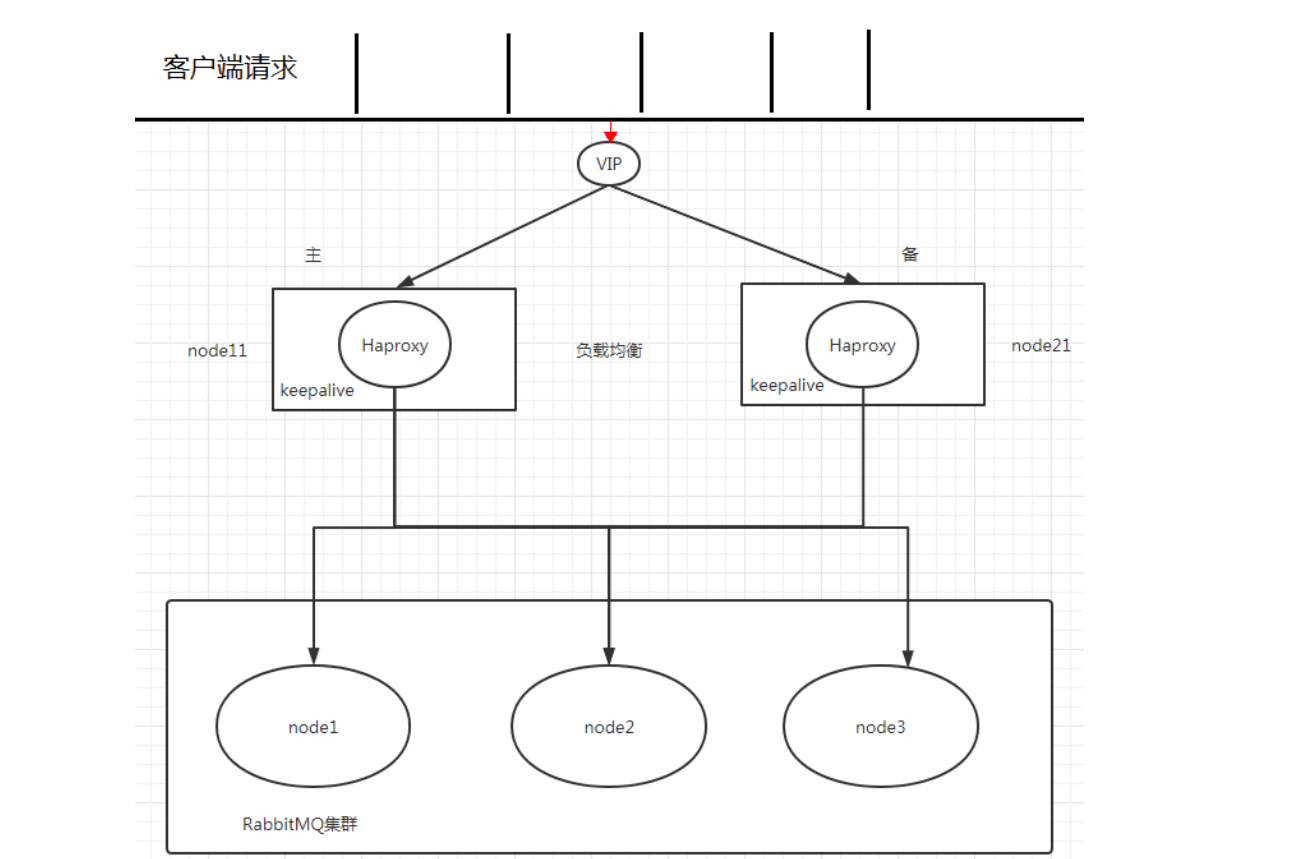 客户端请求
VIP
主
备
Haproxy
Haproxy
node11
负载均衡
node21
keepalive
keepalive
node1
node2
node3
RabbitMQ集群